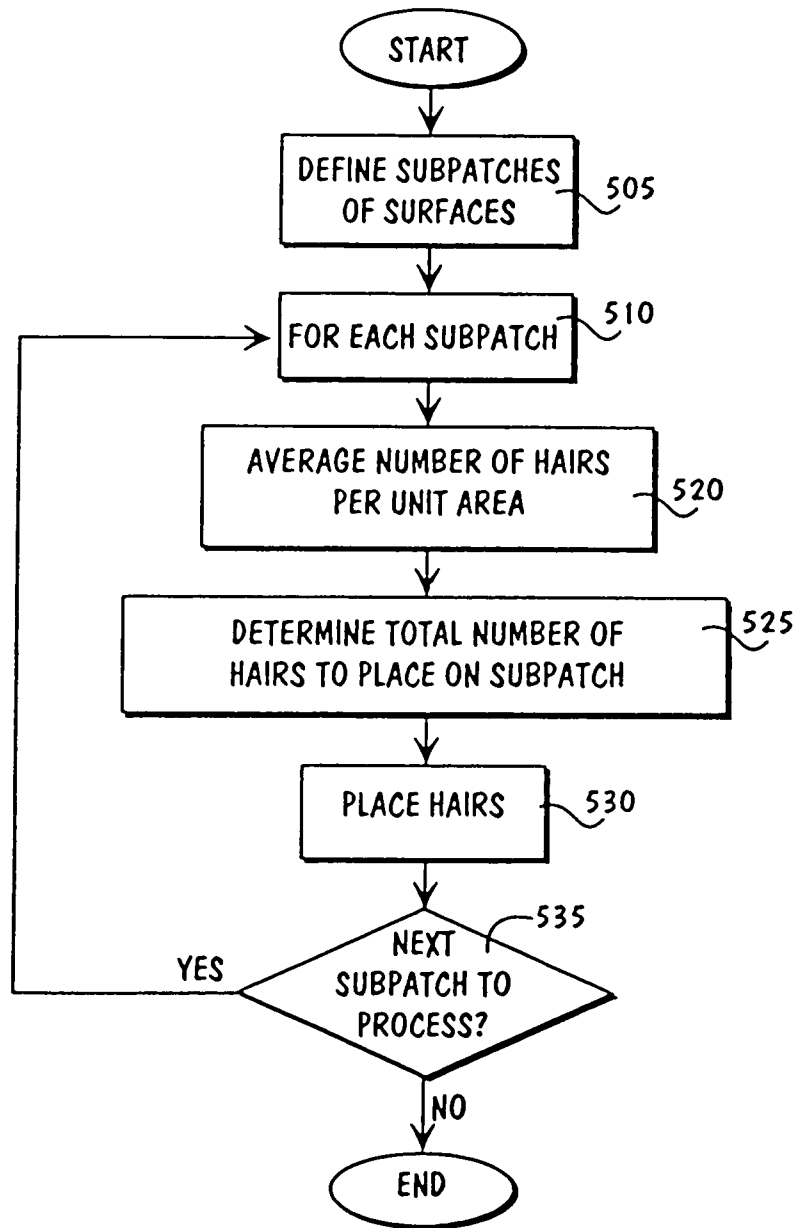 START
DEFINE SUBPATCHES
OF SURFACES
505
FOR EACH SUBPATCH
510
AVERAGE NUMBER OF HAIRS
PER UNIT AREA
520
DETERMINE TOTAL NUMBER OF
HAIRS TO PLACE ON SUBPATCH
525
PLACE HAIRS
530
535
NEXT
SUBPATCH TO
PROCESS?
YES
NO
END